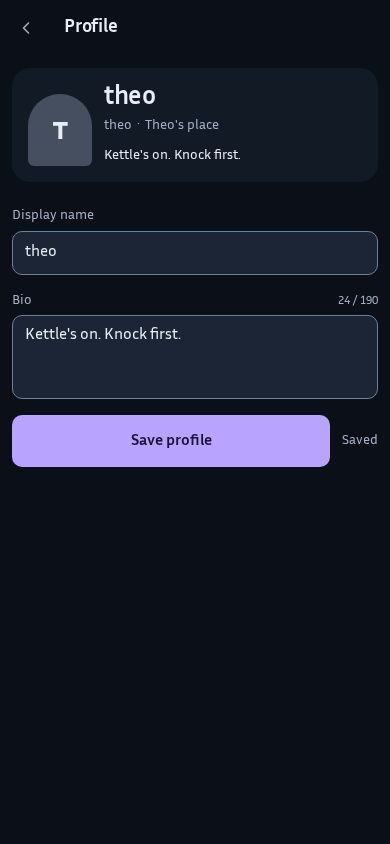 Profile
T
theo
theo · Theo's place
Kettle's on. Knock first.
Display name
theo
Bio
24 / 190
Kettle's on. Knock first.
Save profile
Saved